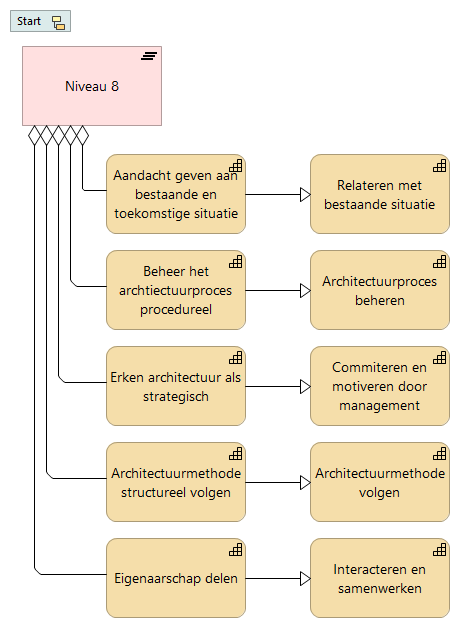 Start
Niveau 8
Aandacht geven aan
bestaande en
toekomstige situatie
Relateren met
bestaande situatie
Beheer het
archtiectuurproces
procedureel
Architectuurproces
beheren
Erken architectuur als
strategisch
Commiteren en
motiveren door
management
Architectuurmethode
structureel volgen
Architectuurmethode
volgen
Eigenaarschap delen
Interacteren en
samenwerken